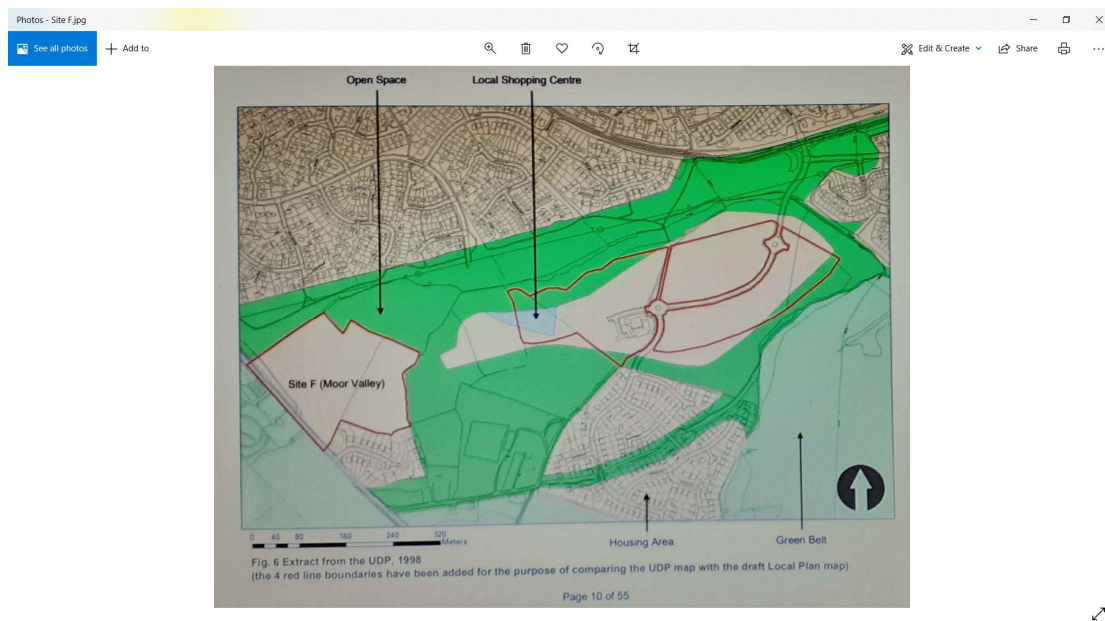 Photos - Site F.jpg
See all photos
Add to
Edit & Create
Share
Open Space
Local Shopping Centre
Site F (Moor Valley)
0 40 80 160 240 320
Meters
Housing Area
Green Belt
Fig. 6 Extract from the UDP, 1998
(the 4 red line boundaries have been added for the purpose of comparing the UDP map with the draft Local Plan map)
Page 10 of 55